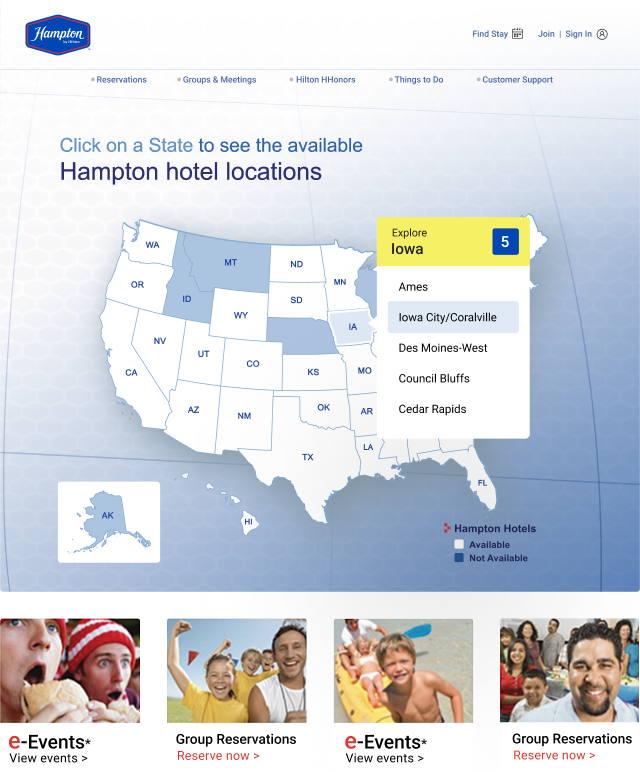 Hampton
by Hilton
Find Stay
Join | Sign In
Reservations
Groups & Meetings
Hilton HHonors
Things to Do
Customer Support
Click on a State to see the available
Hampton hotel locations
Explore
Iowa
5
Ames
Iowa City/Coralville
Des Moines-West
Council Bluffs
Cedar Rapids
WA
MT
ND
MN
OR
ID
SD
WY
IA
NV
UT
CO
KS
MO
CA
AZ
NM
OK
AR
TX
LA
FL
AK
HI
Hampton Hotels
Available
Not Available
e-Events*
View events >
Group Reservations
Reserve now >
e-Events*
View events >
Group Reservations
Reserve now >